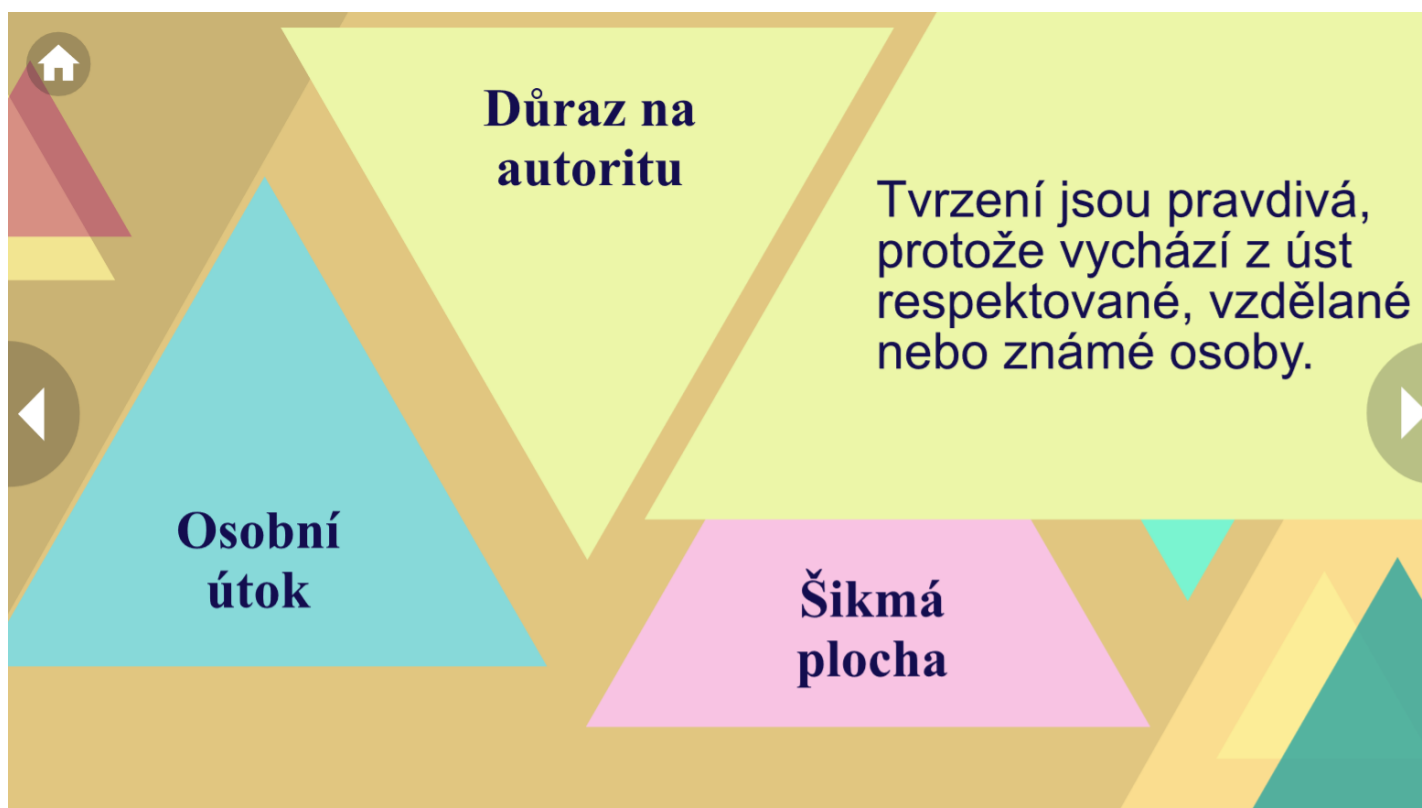 Důraz na
autoritu
Tvrzení jsou pravdivá,
protože vychází z úst
respektované, vzdělané
nebo známé osoby.
Osobní
útok
Šikmá
plocha